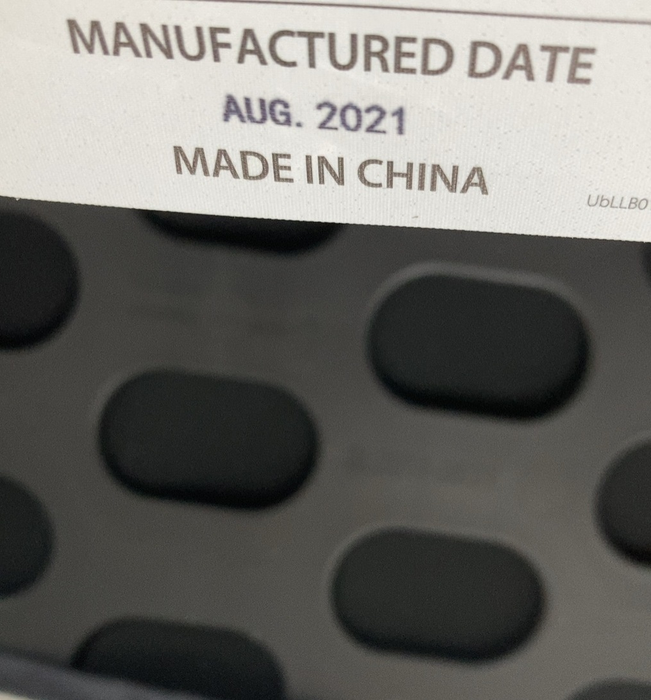 MANUFACTURED DATE
AUG. 2021
MADE IN CHINA
UbLLB0